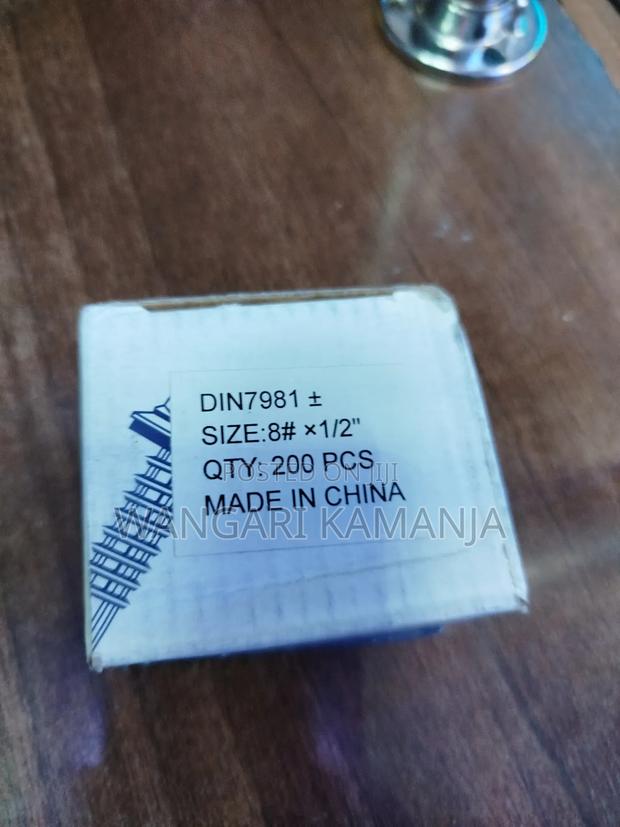 DIN7981 ±
SIZE:8# ×1/2"
QTY: 200 PCS
POSTED ON JIJI
MADE IN CHINA
WANGARI KAMANJA